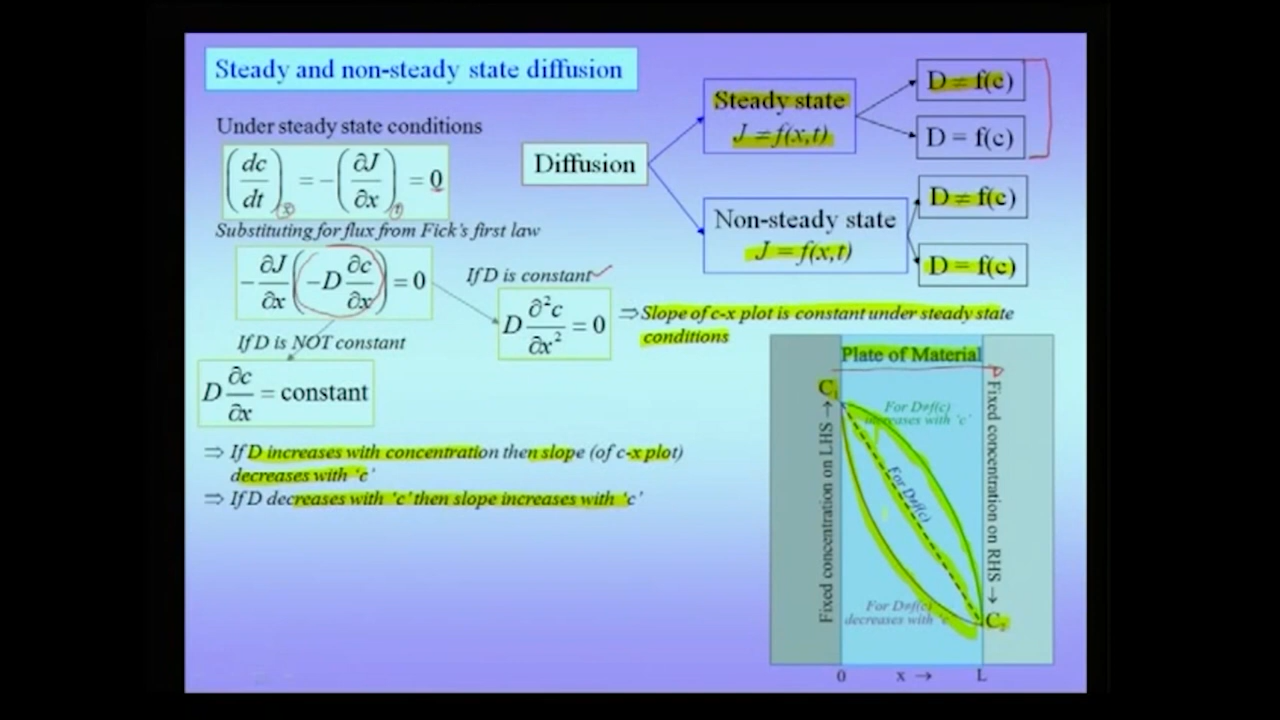 Steady and non-steady state diffusion
Under steady state conditions
(dc/dt)x = −(∂J/∂x)t = 0
Substituting for flux from Fick's first law
−∂J/∂x(−D ∂c/∂x) = 0
If D is constant
D ∂²c/∂x² = 0
If D is NOT constant
D ∂c/∂x = constant
⇒ Slope of c-x plot is constant under steady state
conditions
⇒ If D increases with concentration then slope (of c-x plot)
decreases with 'c'
⇒ If D decreases with 'c' then slope increases with 'c'
Diffusion
Steady state
J = f(x,t)
D ≠ f(c)
D = f(c)
Non-steady state
J = f(x,t)
D = f(c)
Plate of Material
C1
Fixed concentration on LHS →
increases with 'c'
decreases with 'c
Fixed concentration on RHS →
C2
0 x → L